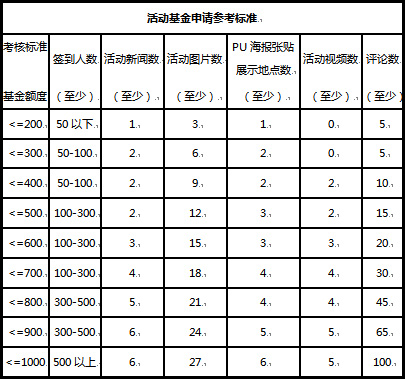 活动基金申请参考标准
考核标准 签到人数 活动新闻数 活动图片数 PU 海报张贴 活动视频数 评论数
展示地点数
基金额度 （至少） （至少） （至少） （至少） （至少） （至少）
<=200 50 以下 1 3 1 0 5
<=300 50-100 2 6 2 0 5
<=400 50-100 2 9 2 2 10
<=500 100-300 2 12 3 2 15
<=600 100-300 3 15 3 3 20
<=700 100-300 4 18 4 4 30
<=800 300-500 5 21 4 4 45
<=900 300-500 6 24 5 5 65
<=1000 500 以上 6 27 6 5 100